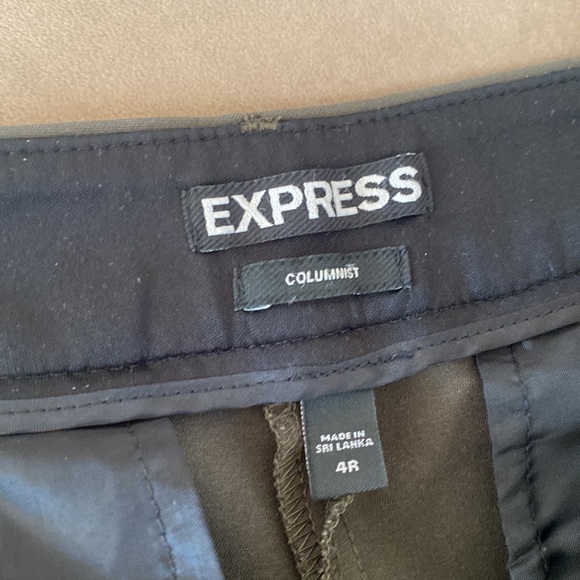 EXPRESS
COLUMNIST
MADE IN
SRI LANKA
4R